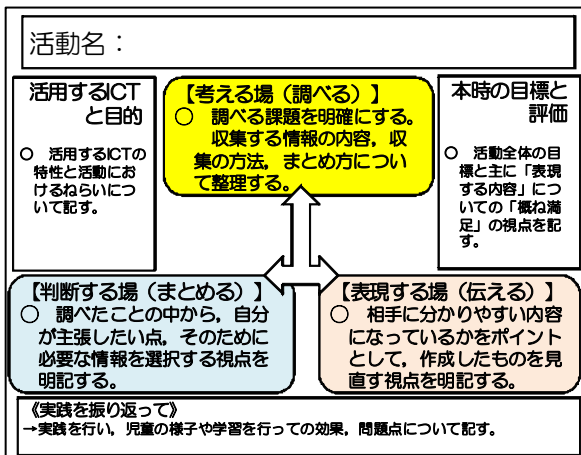 活動名：
活用するICT
と目的
○　活用するICTの
特性と活動にお
けるねらいにつ
いて記す。
【考える場（調べる）】
○　調べる課題を明確にする。
収集する情報の内容，収
集の方法，まとめ方につい
て整理する。
本時の目標と
評価
○　活動全体の目
標と主に「表現
する内容」につ
いての「概ね満
足」の視点を記
す。
【判断する場（まとめる）】
○　調べたことの中から，自分
が主張したい点，そのために
必要な情報を選択する視点を
明記する。
【表現する場（伝える）】
○　相手に分かりやすい内容
になっているかをポイント
として，作成したものを見
直す視点を明記する。
《実践を振り返って》
→実践を行い，児童の様子や学習を行っての効果，問題点について記す。